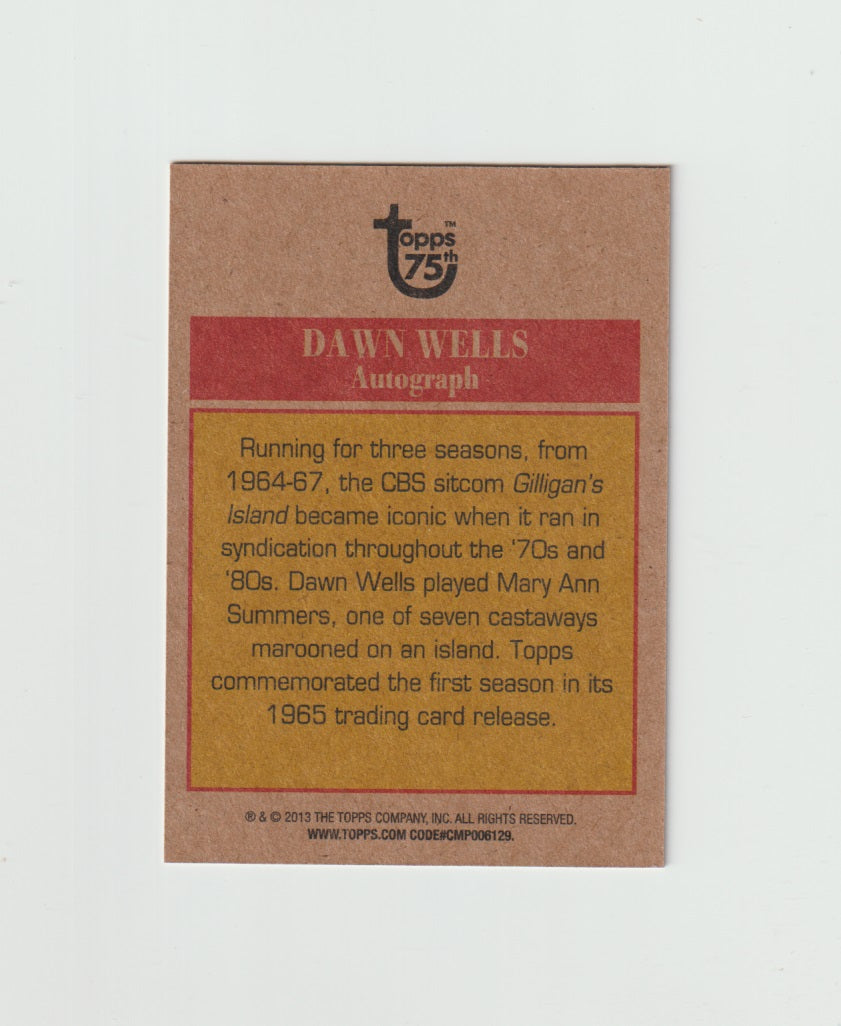 topps™
75th
DAWN WELLS
Autograph
Running for three seasons, from
1964-67, the CBS sitcom Gilligan's
Island became iconic when it ran in
syndication throughout the '70s and
'80s. Dawn Wells played Mary Ann
Summers, one of seven castaways
marooned on an island. Topps
commemorated the first season in its
1965 trading card release.
® & © 2013 THE TOPPS COMPANY, INC. ALL RIGHTS RESERVED.
WWW.TOPPS.COM CODE#CMP006129.